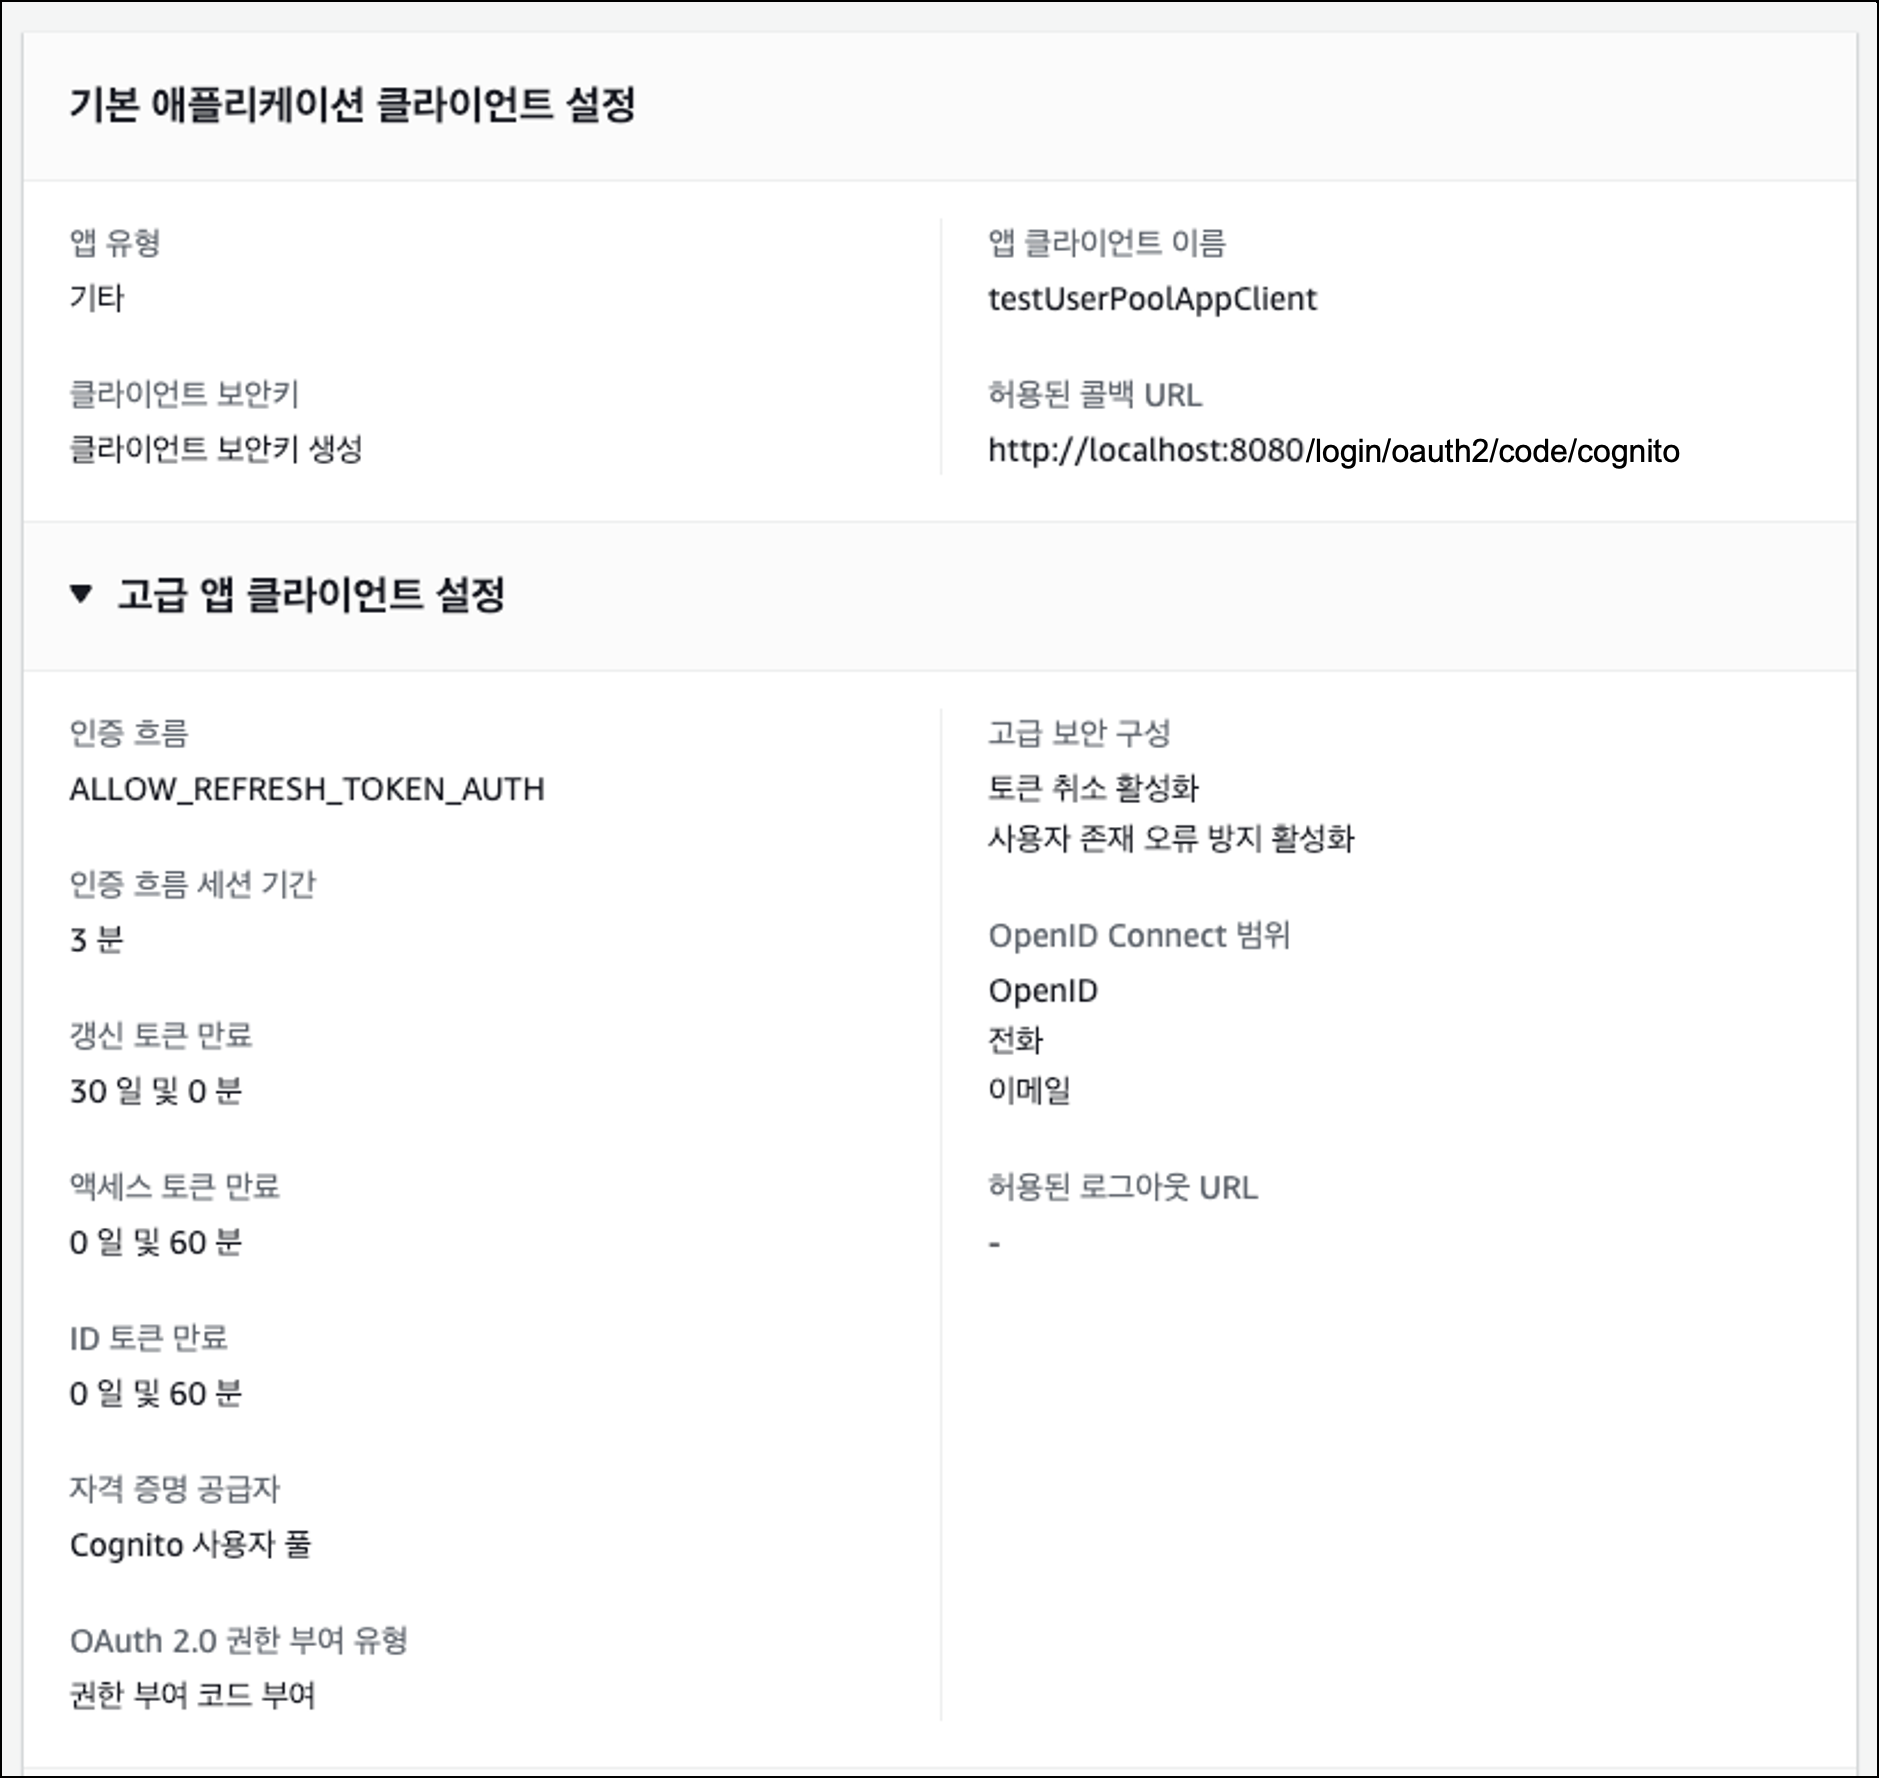 기본 애플리케이션 클라이언트 설정
앱 유형
기타
클라이언트 보안키
클라이언트 보안키 생성
앱 클라이언트 이름
testUserPoolAppClient
허용된 콜백 URL
http://localhost:8080/login/oauth2/code/cognito
▼ 고급 앱 클라이언트 설정
인증 흐름
ALLOW_REFRESH_TOKEN_AUTH
인증 흐름 세션 기간
3 분
갱신 토큰 만료
30 일 및 0 분
액세스 토큰 만료
0 일 및 60 분
ID 토큰 만료
0 일 및 60 분
자격 증명 공급자
Cognito 사용자 풀
OAuth 2.0 권한 부여 유형
권한 부여 코드 부여
고급 보안 구성
토큰 취소 활성화
사용자 존재 오류 방지 활성화
OpenID Connect 범위
OpenID
전화
이메일
허용된 로그아웃 URL
-